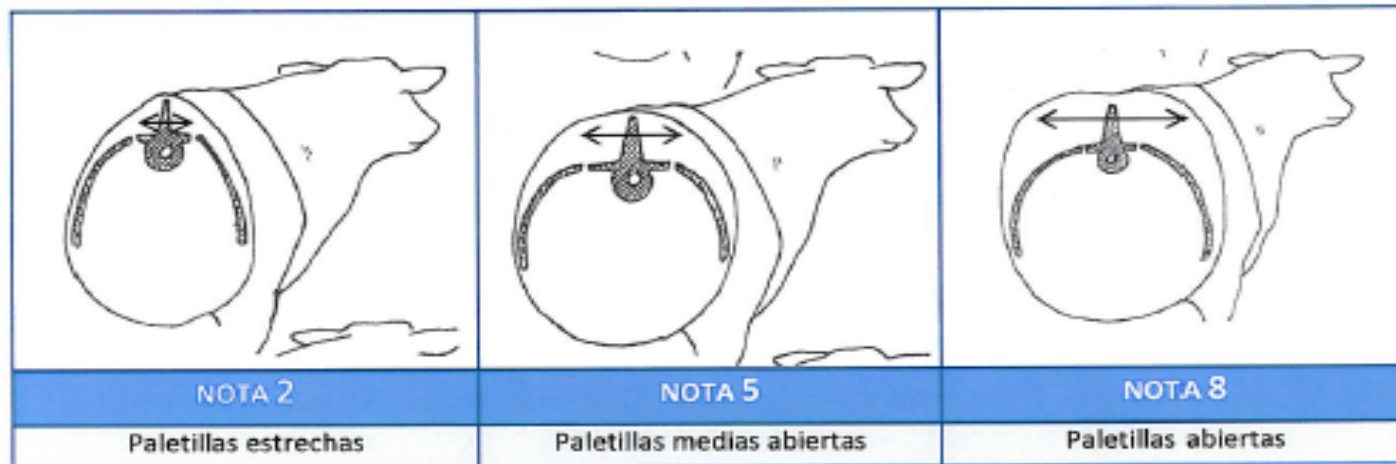 NOTA 2
NOTA 5
NOTA 8
Paletillas estrechas
Paletillas medias abiertas
Paletillas abiertas